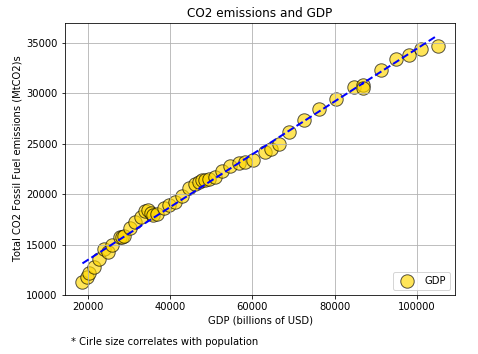 CO2 emissions and GDP
Total CO2 Fossil Fuel emissions (MtCO2)s
35000
30000
25000
20000
15000
10000
20000 40000 60000 80000 100000
GDP
GDP (billions of USD)
* Cirle size correlates with population